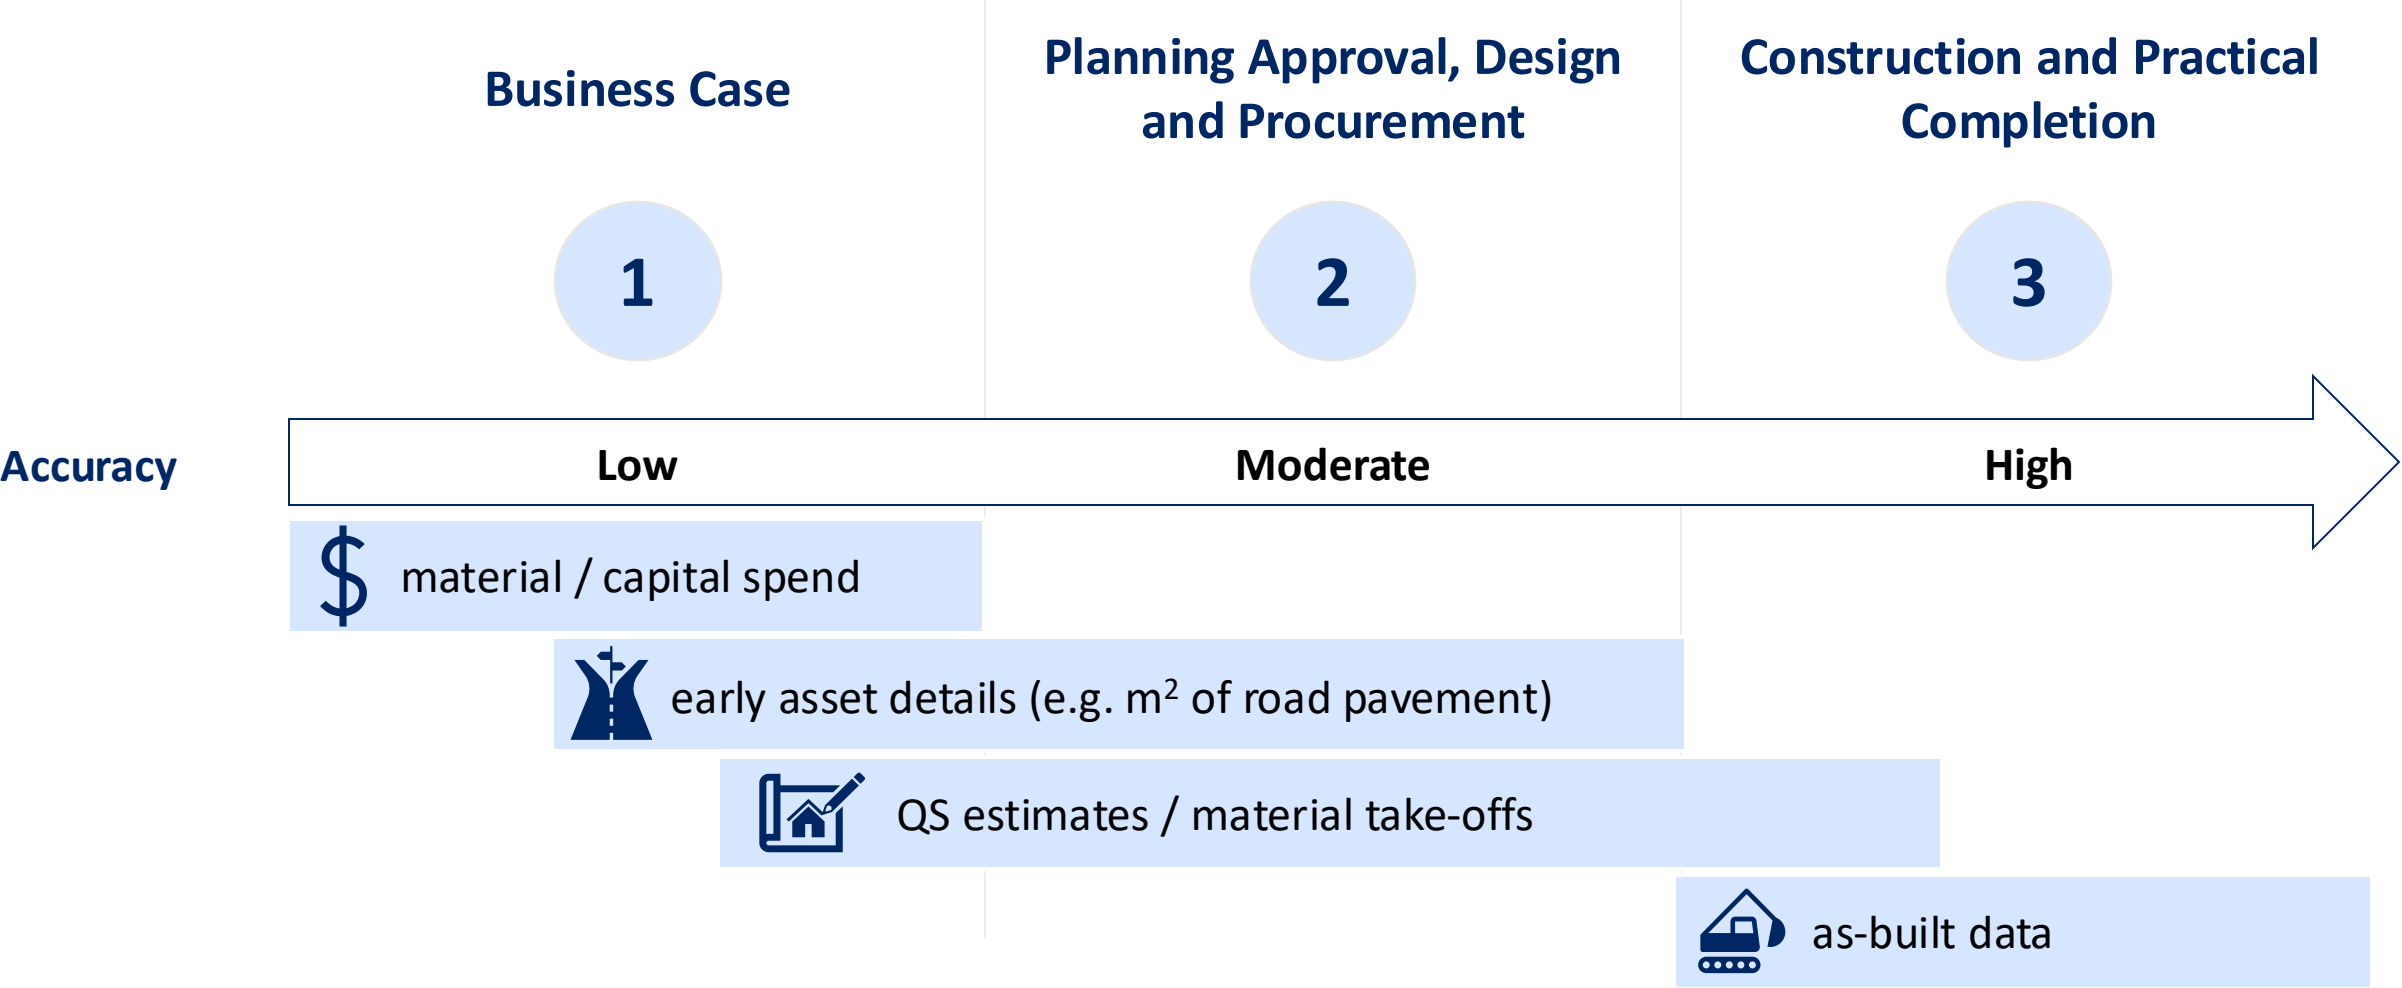 Business Case
Planning Approval, Design
and Procurement
Construction and Practical
Completion
1
2
3
Accuracy
Low
Moderate
High
$
material / capital spend
early asset details (e.g. m² of road pavement)
QS estimates / material take-offs
as-built data